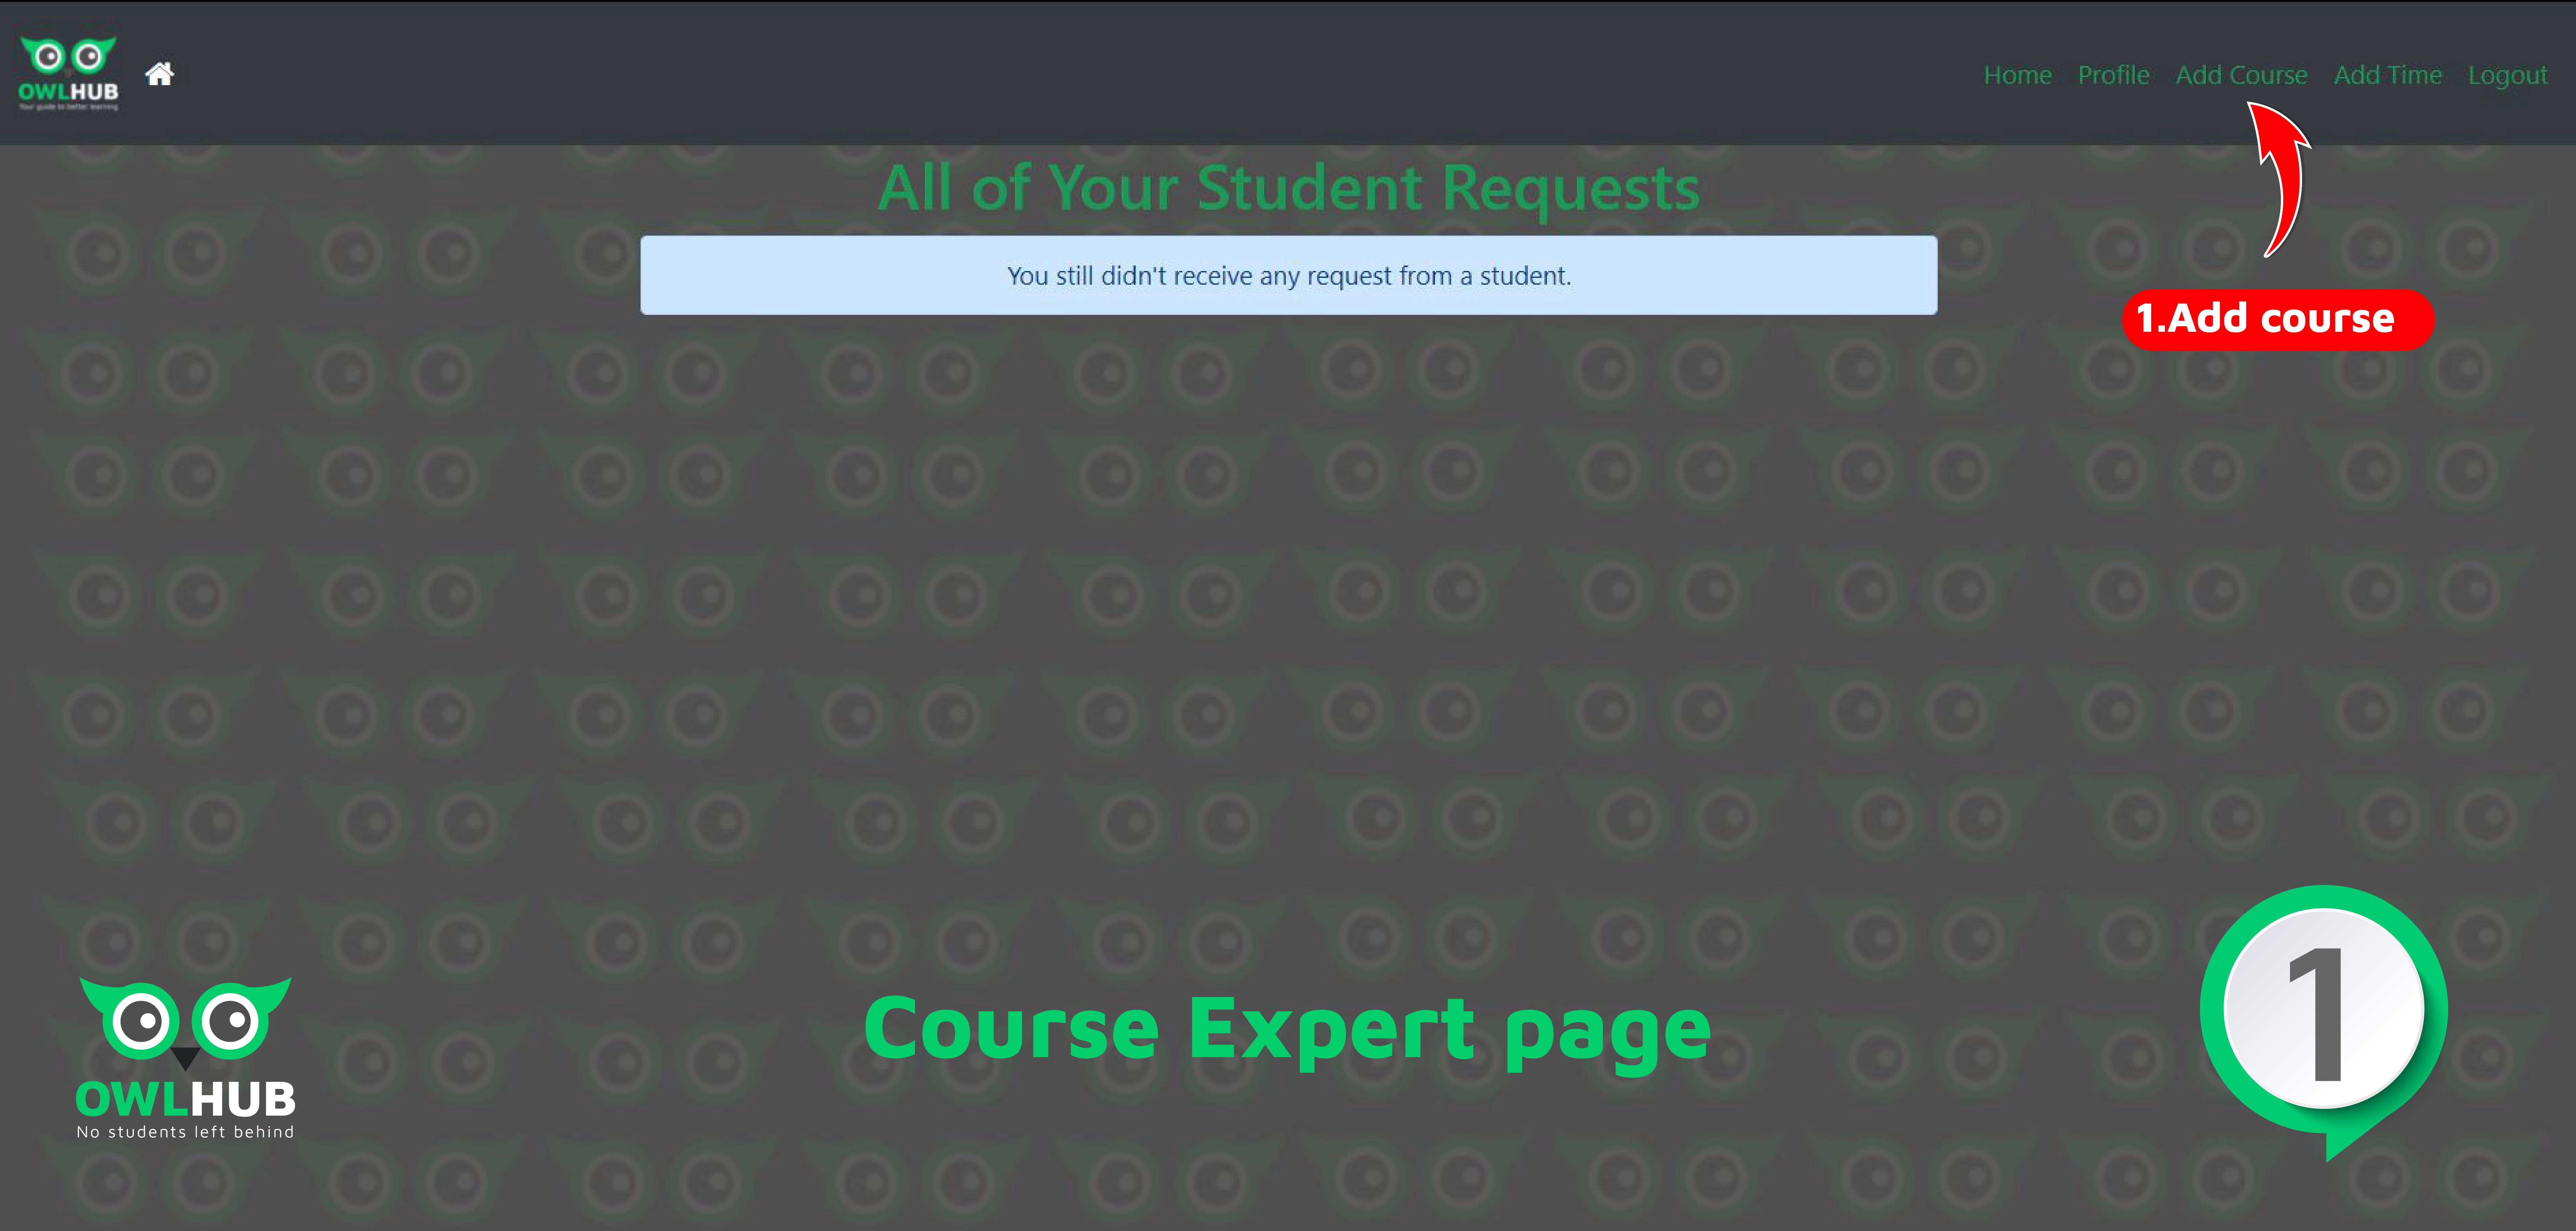 OWLHUB
Your guide to better learning
Home Profile Add Course Add Time Logout
All of Your Student Requests
You still didn't receive any request from a student.
1.Add course
Course Expert page
1
OWLHUB
No students left behind